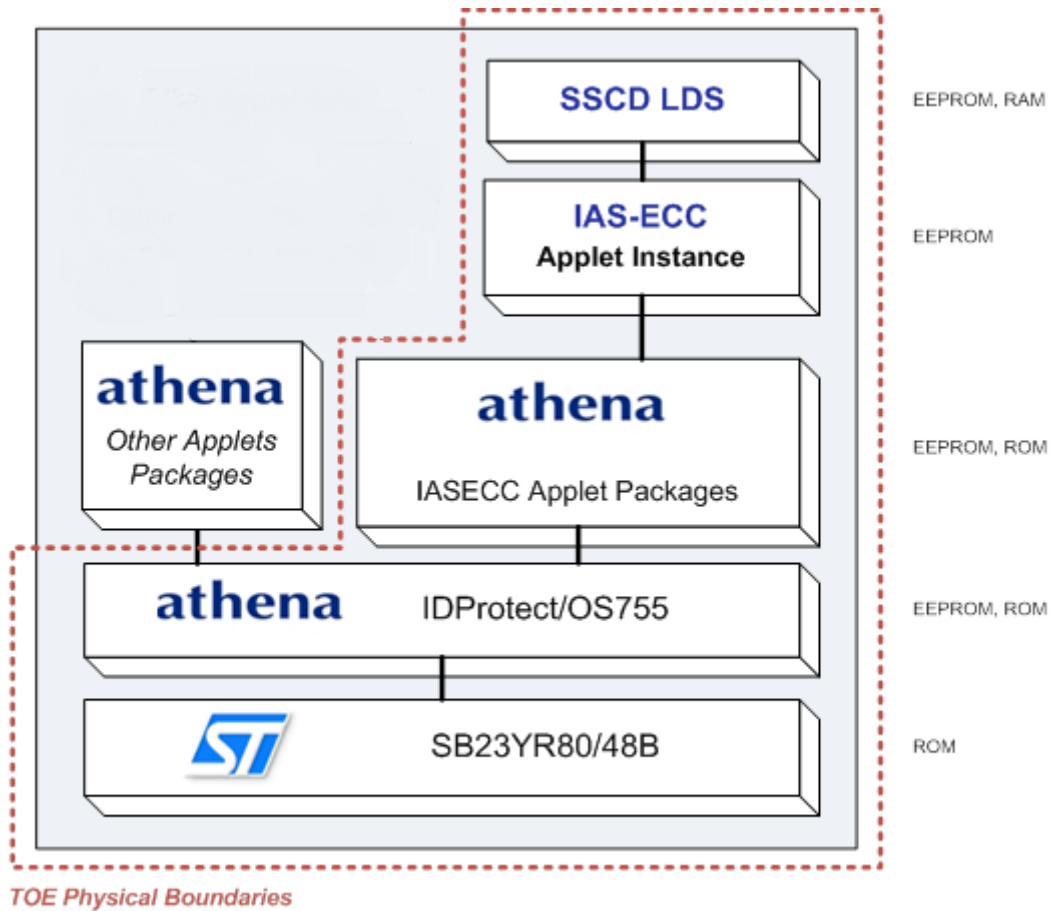 SSCD LDS
EEPROM, RAM
IAS-ECC
Applet Instance
EEPROM
athena
Other Applets
Packages
athena
IASECC Applet Packages
EEPROM, ROM
athena IDProtect/OS755
EEPROM, ROM
ST SB23YR80/48B
ROM
TOE Physical Boundaries